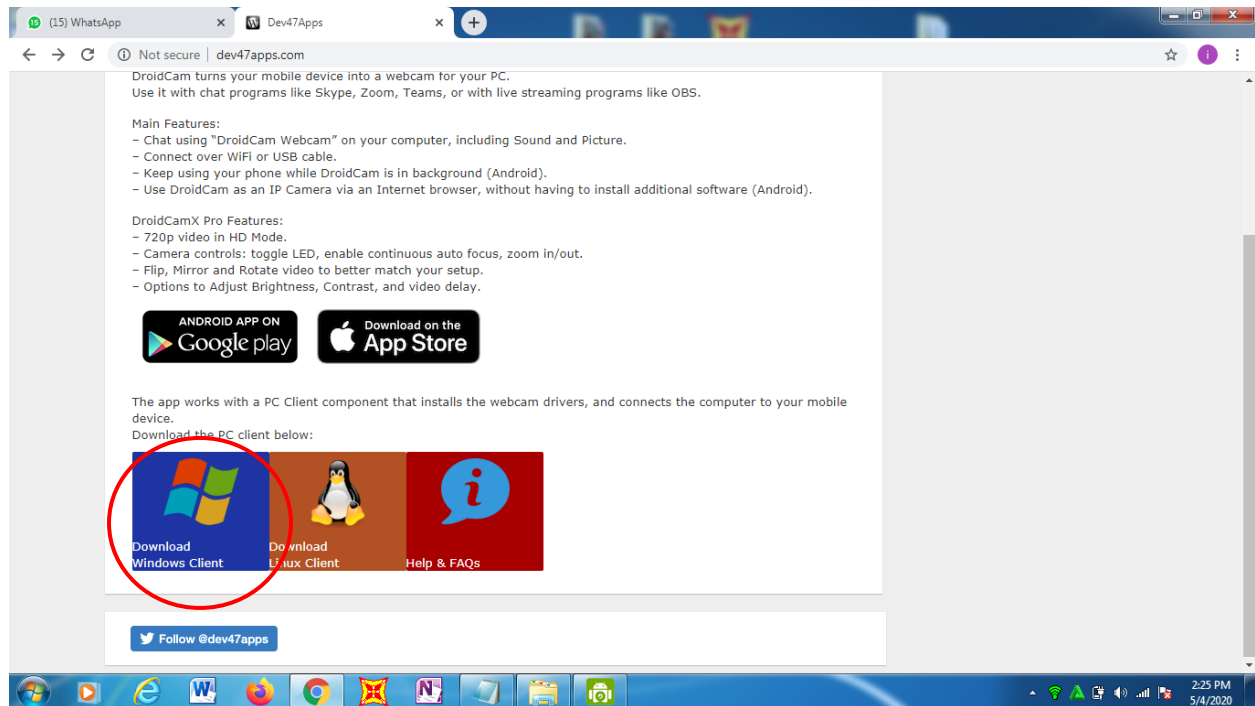 (15) WhatsApp
Dev47Apps
Not secure | dev47apps.com
i
DroidCam turns your mobile device into a webcam for your PC.
Use it with chat programs like Skype, Zoom, Teams, or with live streaming programs like OBS.
Main Features:
– Chat using “DroidCam Webcam” on your computer, including Sound and Picture.
– Connect over WiFi or USB cable.
– Keep using your phone while DroidCam is in background (Android).
– Use DroidCam as an IP Camera via an Internet browser, without having to install additional software (Android).
DroidCamX Pro Features:
– 720p video in HD Mode.
– Camera controls: toggle LED, enable continuous auto focus, zoom in/out.
– Flip, Mirror and Rotate video to better match your setup.
– Options to Adjust Brightness, Contrast, and video delay.
ANDROID APP ON
Google play
Download on the
App Store
The app works with a PC Client component that installs the webcam drivers, and connects the computer to your mobile
device.
Download the PC client below:
Download
Windows Client
Download
Linux Client
Help & FAQs
Follow @dev47apps
2:25 PM
5/4/2020